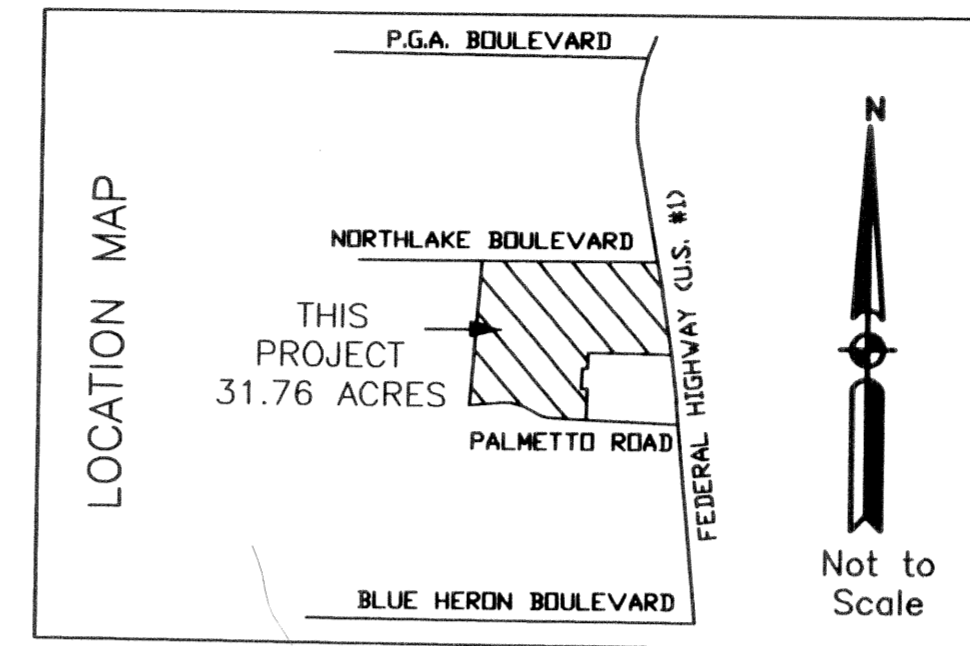 P.G.A. BOULEVARD
N
LOCATION MAP
NORTHLAKE BOULEVARD
FEDERAL HIGHWAY (U.S. #1)
THIS
PROJECT
31.76 ACRES
PALMETTO ROAD
Not to
Scale
BLUE HERON BOULEVARD